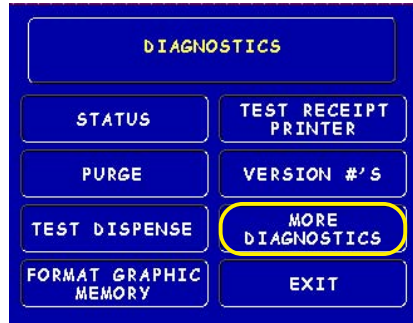 DIAGNOSTICS
STATUS
TEST RECEIPT
PRINTER
PURGE
VERSION #'S
TEST DISPENSE
MORE
DIAGNOSTICS
FORMAT GRAPHIC
MEMORY
EXIT